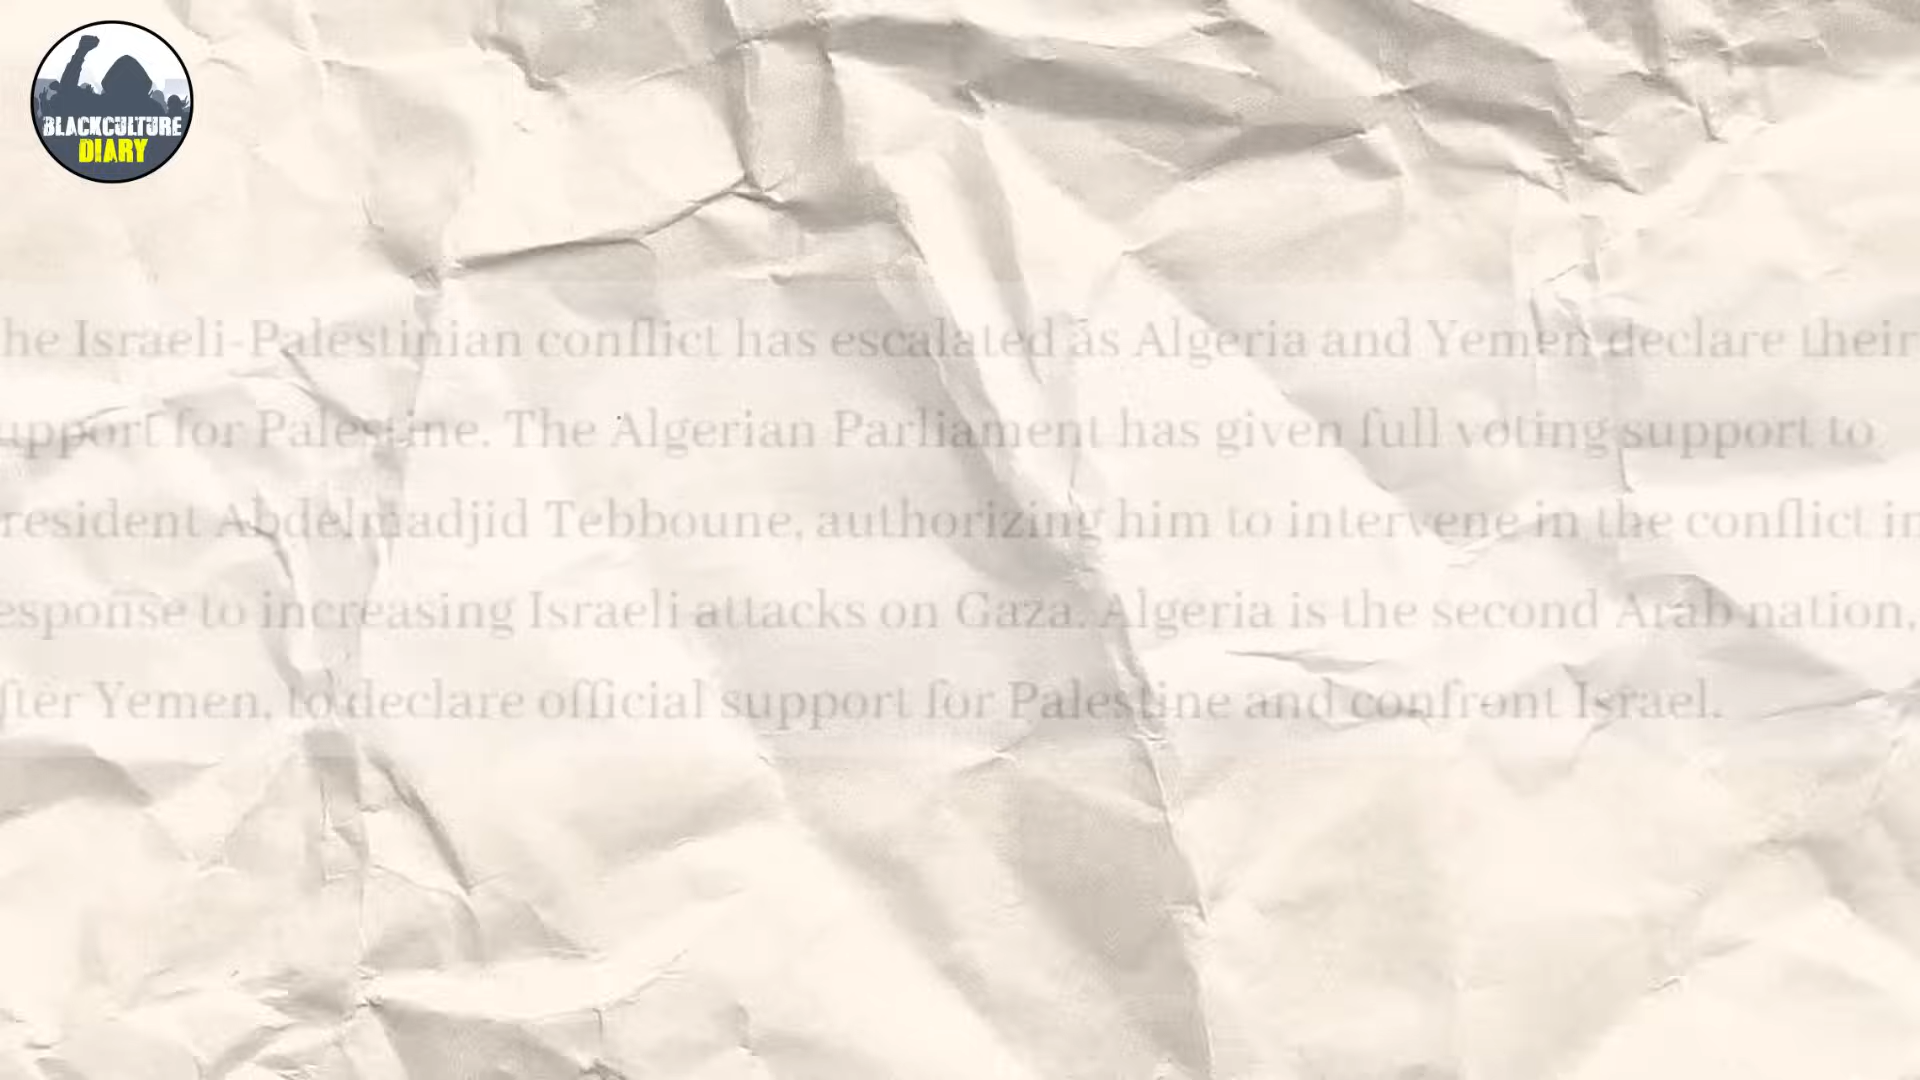 BLACKCULTURE
DIARY
he Israeli-Palestinian conflict has escalated as Algeria and Yemen declare their
upport for Palestine. The Algerian Parliament has given full voting support to
resident Abdelmadjid Tebboune, authorizing him to intervene in the conflict in
esponse to increasing Israeli attacks on Gaza. Algeria is the second Arab nation,
fter Yemen, to declare official support for Palestine and confront Israel.